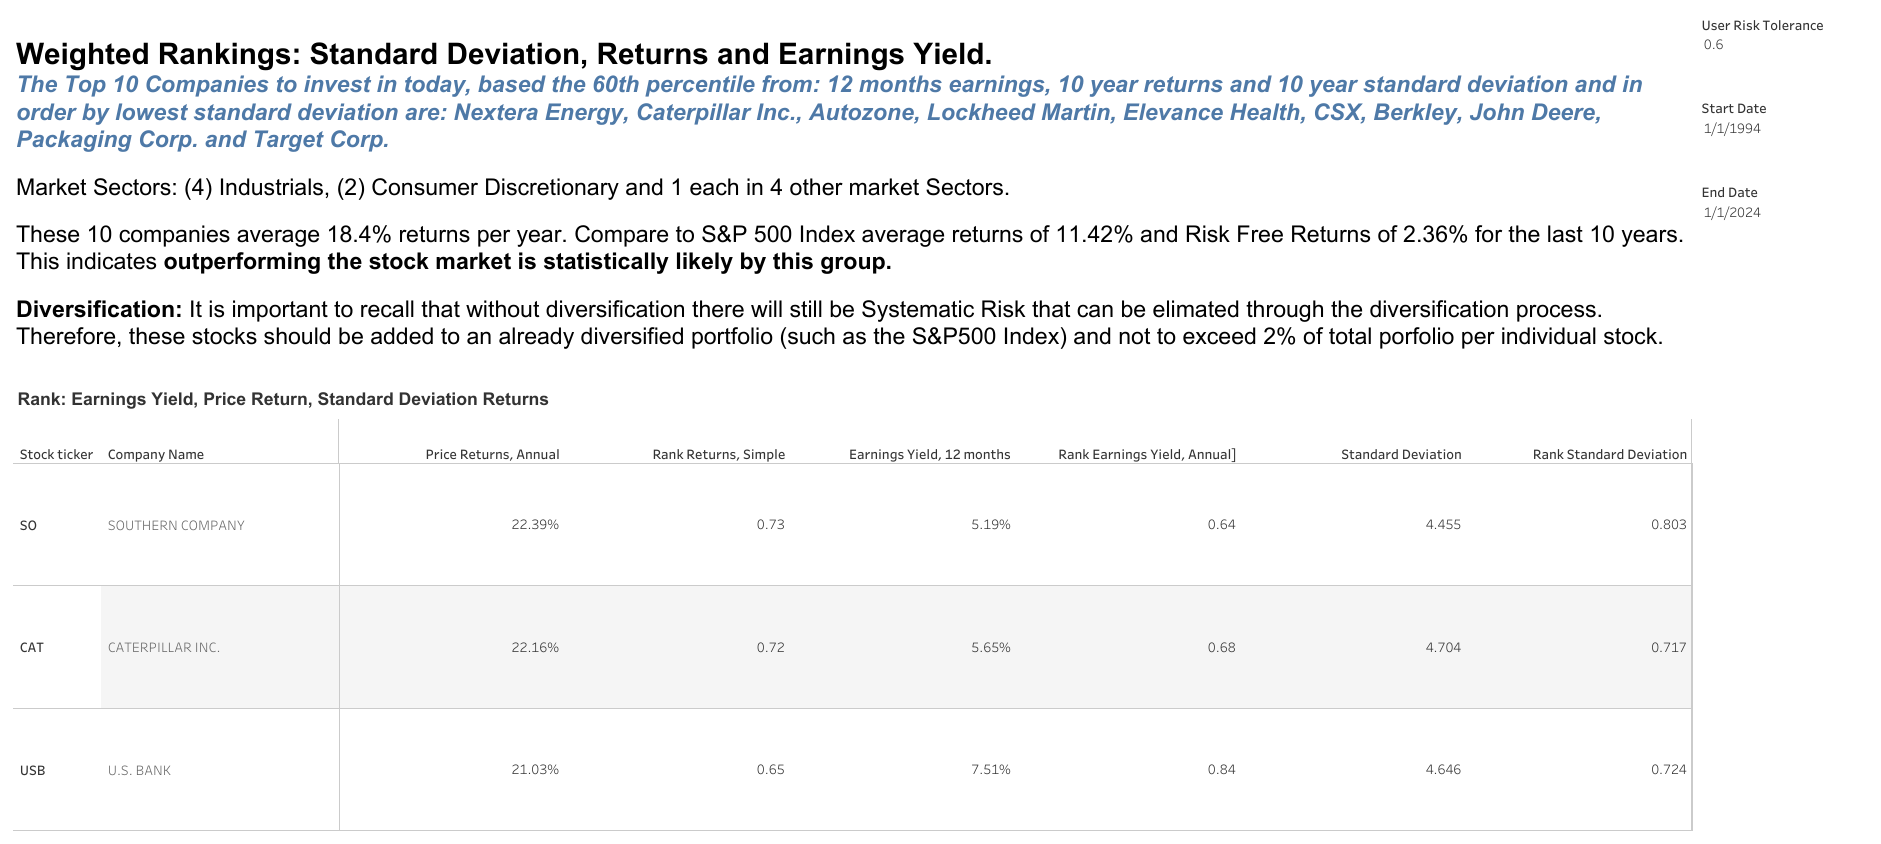 User Risk Tolerance
0.6
Weighted Rankings: Standard Deviation, Returns and Earnings Yield.
The Top 10 Companies to invest in today, based the 60th percentile from: 12 months earnings, 10 year returns and 10 year standard deviation and in
order by lowest standard deviation are: Nextera Energy, Caterpillar Inc., Autozone, Lockheed Martin, Elevance Health, CSX, Berkley, John Deere,
Packaging Corp. and Target Corp.
Start Date
1/1/1994
Market Sectors: (4) Industrials, (2) Consumer Discretionary and 1 each in 4 other market Sectors.
End Date
1/1/2024
These 10 companies average 18.4% returns per year. Compare to S&P 500 Index average returns of 11.42% and Risk Free Returns of 2.36% for the last 10 years.
This indicates outperforming the stock market is statistically likely by this group.
Diversification: It is important to recall that without diversification there will still be Systematic Risk that can be elimated through the diversification process.
Therefore, these stocks should be added to an already diversified portfolio (such as the S&P500 Index) and not to exceed 2% of total porfolio per individual stock.
Rank: Earnings Yield, Price Return, Standard Deviation Returns
Stock ticker Company Name Price Returns, Annual Rank Returns, Simple Earnings Yield, 12 months Rank Earnings Yield, Annual] Standard Deviation Rank Standard Deviation
SO SOUTHERN COMPANY 22.39% 0.73 5.19% 0.64 4.455 0.803
CAT CATERPILLAR INC. 22.16% 0.72 5.65% 0.68 4.704 0.717
USB U.S. BANK 21.03% 0.65 7.51% 0.84 4.646 0.724